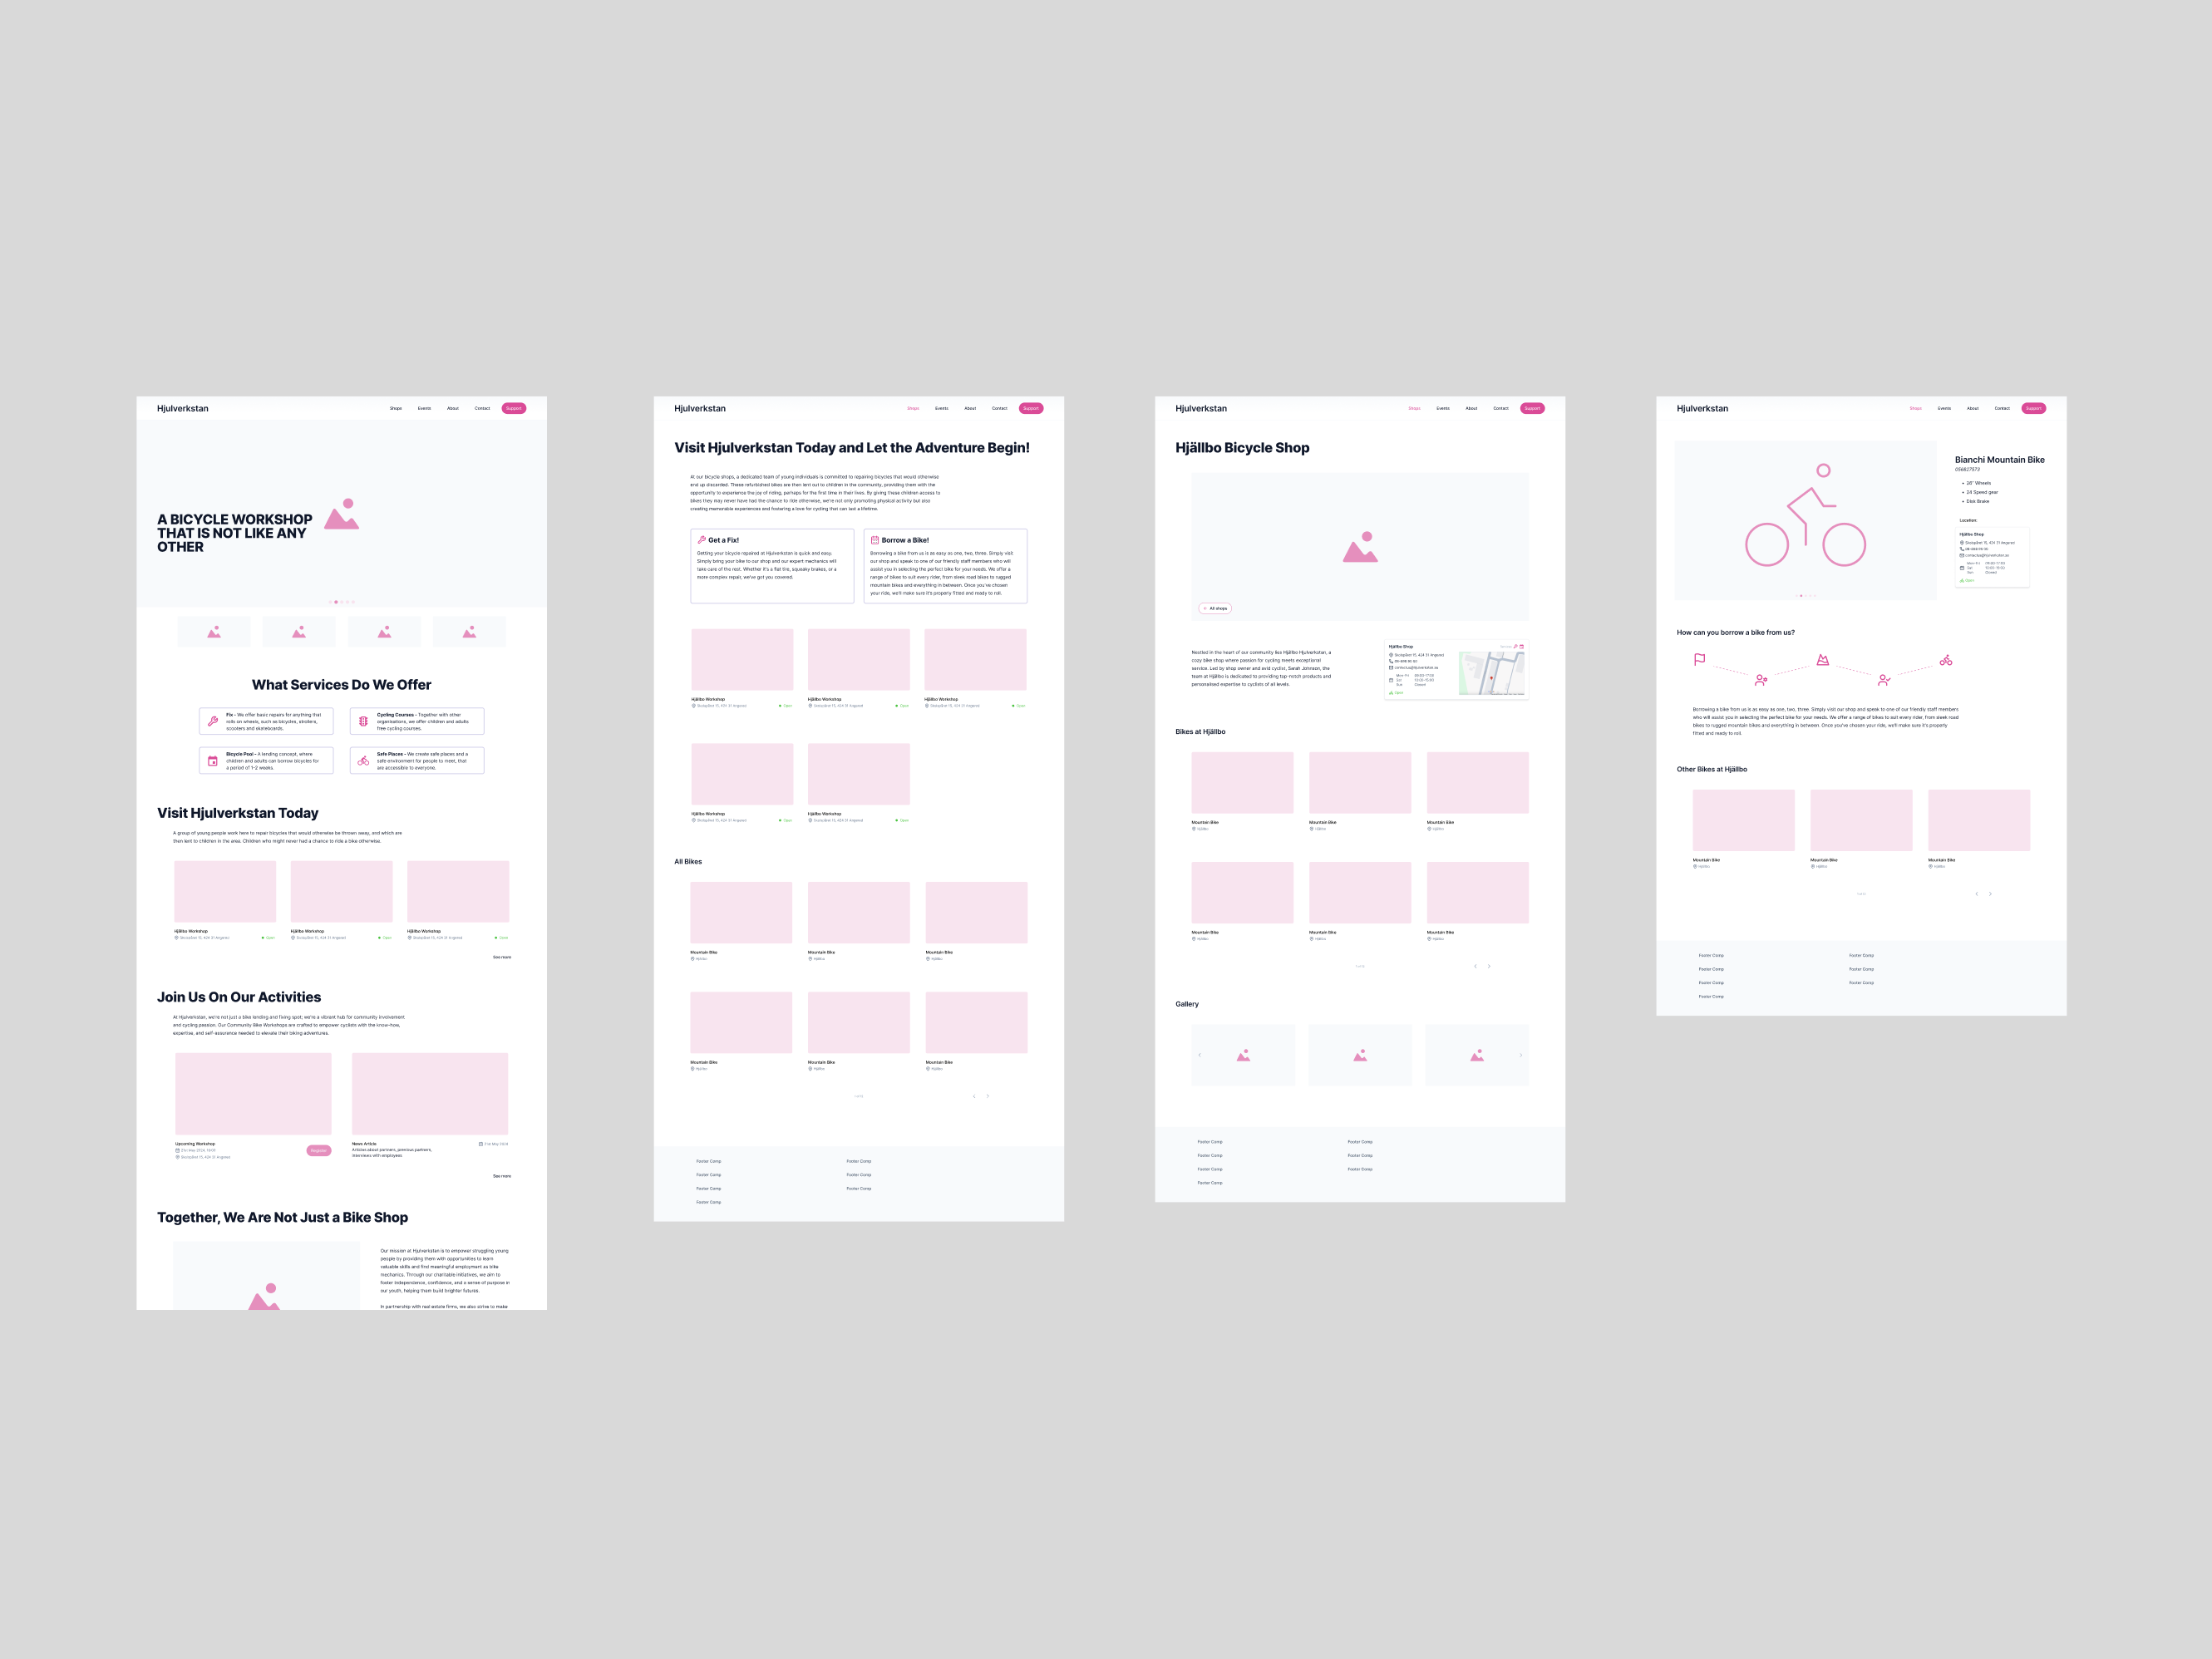 Hjulverkstan
Shops
Events
About
Contact
Support
A BICYCLE WORKSHOP
THAT IS NOT LIKE ANY
OTHER
What Services Do We Offer
Fix - We offer basic repairs for anything that
rolls on wheels, such as bicycles, strollers,
scooters and skateboards.
Cycling Courses - Together with other
organisations, we offer children and adults
free cycling courses.
Bicycle Pool - A lending concept, where
children and adults can borrow bicycles for
a period of 1-2 weeks.
Safe Places - We create safe places and a
safe environment for people to meet, that
are accessible to everyone.
Visit Hjulverkstan Today
A group of young people work here to repair bicycles that would otherwise be thrown away, and which are
then lent to children in the area. Children who might never had a chance to ride a bike otherwise.
Hjällbo Workshop
Open
Hjällbo Workshop
Open
Hjällbo Workshop
Open
See more
Join Us On Our Activities
At Hjulverkstan, we're not just a bike lending and fixing spot; we're a vibrant hub for community involvement
and cycling passion. Our Community Bike Workshops are crafted to empower cyclists with the know-how,
expertise, and self-assurance needed to elevate their biking adventures.
Upcoming Workshop
Register
News Article
Articles about partners, previous partners,
interviews with employees
See more
Together, We Are Not Just a Bike Shop
Our mission at Hjulverkstan is to empower struggling young
people by providing them with opportunities to learn
valuable skills and find meaningful employment as bike
mechanics. Through our charitable initiatives, we aim to
foster independence, confidence, and a sense of purpose in
our youth, helping them build brighter futures.
In partnership with real estate firms, we also strive to make
Hjulverkstan
Shops
Events
About
Contact
Support
Visit Hjulverkstan Today and Let the Adventure Begin!
At our bicycle shops, a dedicated team of young individuals is committed to repairing bicycles that would otherwise
end up discarded. These refurbished bikes are then lent out to children in the community, providing them with the
opportunity to experience the joy of riding, perhaps for the first time in their lives. By giving these children access to
bikes they may never have had the chance to ride otherwise, we're not only promoting physical activity but also
creating memorable experiences and fostering a love for cycling that can last a lifetime.
Get a Fix!
Getting your bicycle repaired at Hjulverkstan is quick and easy.
Simply bring your bike to our shop and our expert mechanics will
take care of the rest. Whether it's a flat tire, squeaky brakes, or a
more complex repair, we've got you covered.
Borrow a Bike!
Borrowing a bike from us is as easy as one, two, three. Simply visit
our shop and speak to one of our friendly staff members who will
assist you in selecting the perfect bike for your needs. We offer a
range of bikes to suit every rider, from sleek road bikes to rugged
mountain bikes and everything in between. Once you've chosen
your ride, we'll make sure it's properly fitted and ready to roll.
Hjällbo Workshop
Open
Hjällbo Workshop
Open
Hjällbo Workshop
Open
Hjällbo Workshop
Open
Hjällbo Workshop
Open
All Bikes
Mountain Bike
Hjällbo
Mountain Bike
Hjällbo
Mountain Bike
Hjällbo
Mountain Bike
Hjällbo
Mountain Bike
Hjällbo
Mountain Bike
Hjällbo
Footer Comp
Footer Comp
Footer Comp
Footer Comp
Footer Comp
Footer Comp
Footer Comp
Hjulverkstan
Shops
Events
About
Contact
Support
Hjällbo Bicycle Shop
All shops
Nestled in the heart of our community lies Hjällbo Hjulverkstan, a
cozy bike shop where passion for cycling meets exceptional
service. Led by shop owner and avid cyclist, Sarah Johnson, the
team at Hjällbo is dedicated to providing top-notch products and
personalised expertise to cyclists of all levels.
Hjällbo Shop
Open
Bikes at Hjällbo
Mountain Bike
Hjällbo
Mountain Bike
Hjällbo
Mountain Bike
Hjällbo
Mountain Bike
Hjällbo
Mountain Bike
Hjällbo
Mountain Bike
Hjällbo
Gallery
Footer Comp
Footer Comp
Footer Comp
Footer Comp
Footer Comp
Footer Comp
Footer Comp
Hjulverkstan
Shops
Events
About
Contact
Support
Bianchi Mountain Bike
056827573
28" Wheels
24 Speed gear
Disk Brake
Location:
Hjällbo Shop
Open
How can you borrow a bike from us?
Borrowing a bike from us is as easy as one, two, three. Simply visit our shop and speak to one of our friendly staff members
who will assist you in selecting the perfect bike for your needs. We offer a range of bikes to suit every rider, from sleek road
bikes to rugged mountain bikes and everything in between. Once you've chosen your ride, we'll make sure it's properly
fitted and ready to roll.
Other Bikes at Hjällbo
Mountain Bike
Hjällbo
Mountain Bike
Hjällbo
Mountain Bike
Hjällbo
Footer Comp
Footer Comp
Footer Comp
Footer Comp
Footer Comp
Footer Comp
Footer Comp